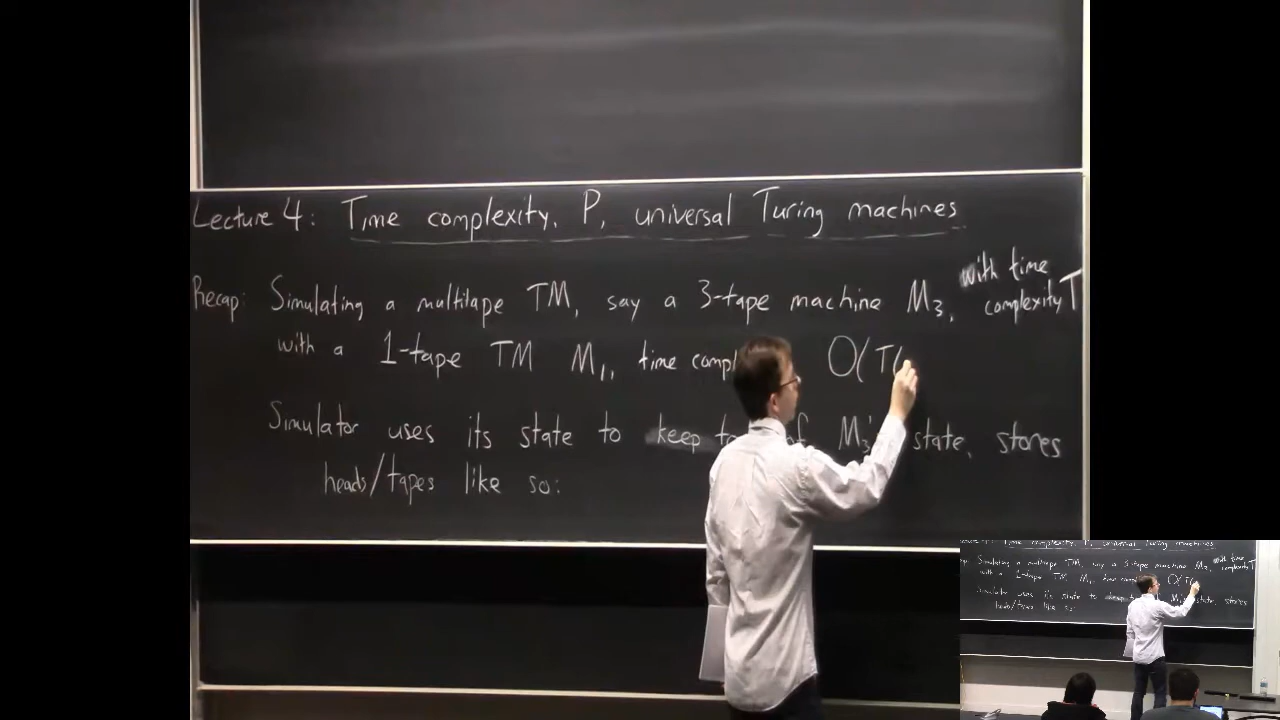 Lecture 4: Time complexity, P, universal Turing machines
Recap: Simulating a multitape TM, say a 3-tape machine M₃, with time complexity T
with a 1-tape TM M₁, time O(T(
Simulator uses its state to keep M₃'s state, stores
heads/tapes like so: